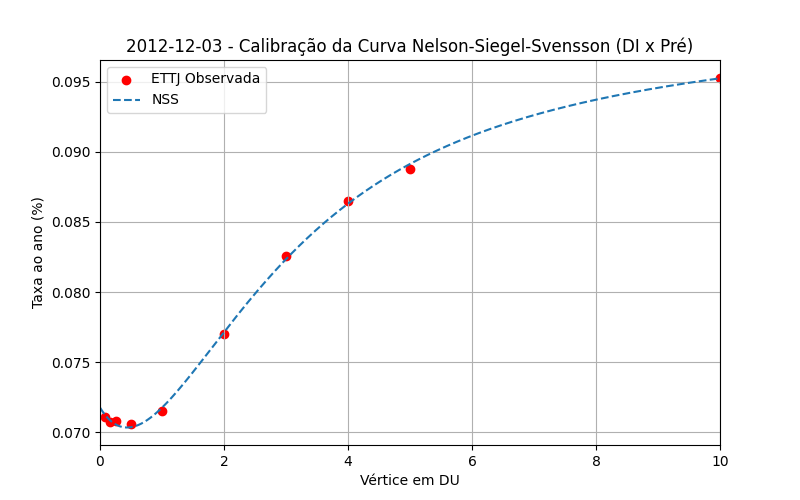 2012-12-03 - Calibração da Curva Nelson-Siegel-Svensson (DI x Pré)
ETTJ Observada
NSS
Taxa ao ano (%)
0.095
0.090
0.085
0.080
0.075
0.070
0 2 4 6 8 10
Vértice em DU